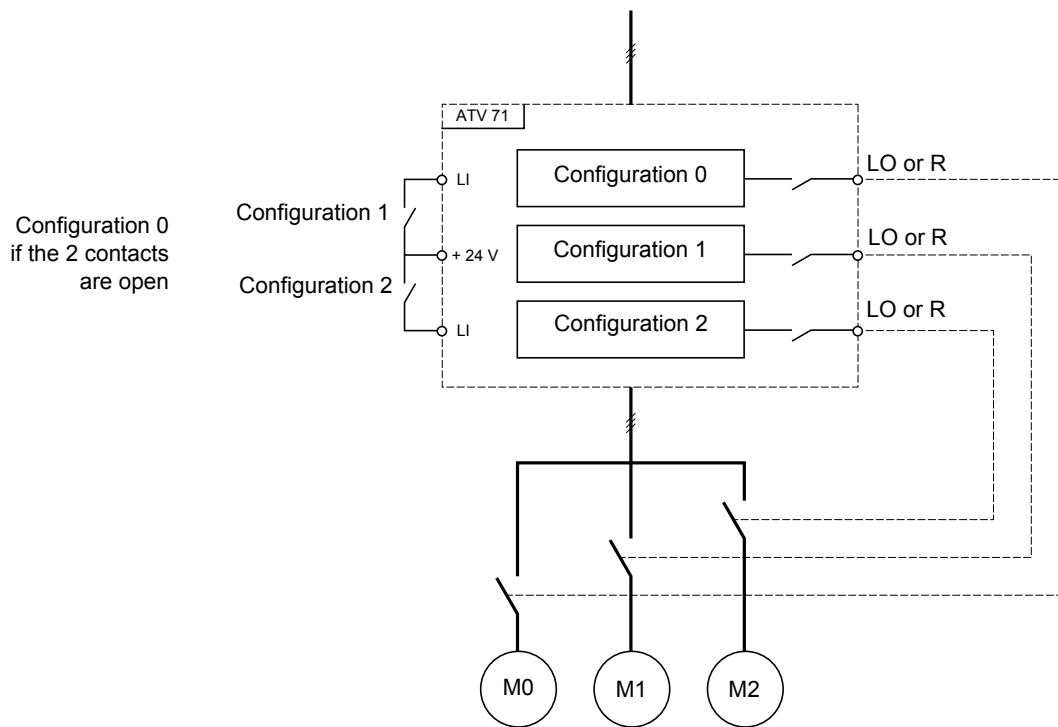 ATV 71
LI
Configuration 0
LO or R
Configuration 0
if the 2 contacts
are open
Configuration 1
+ 24 V
Configuration 1
LO or R
Configuration 2
LI
Configuration 2
LO or R
M0
M1
M2